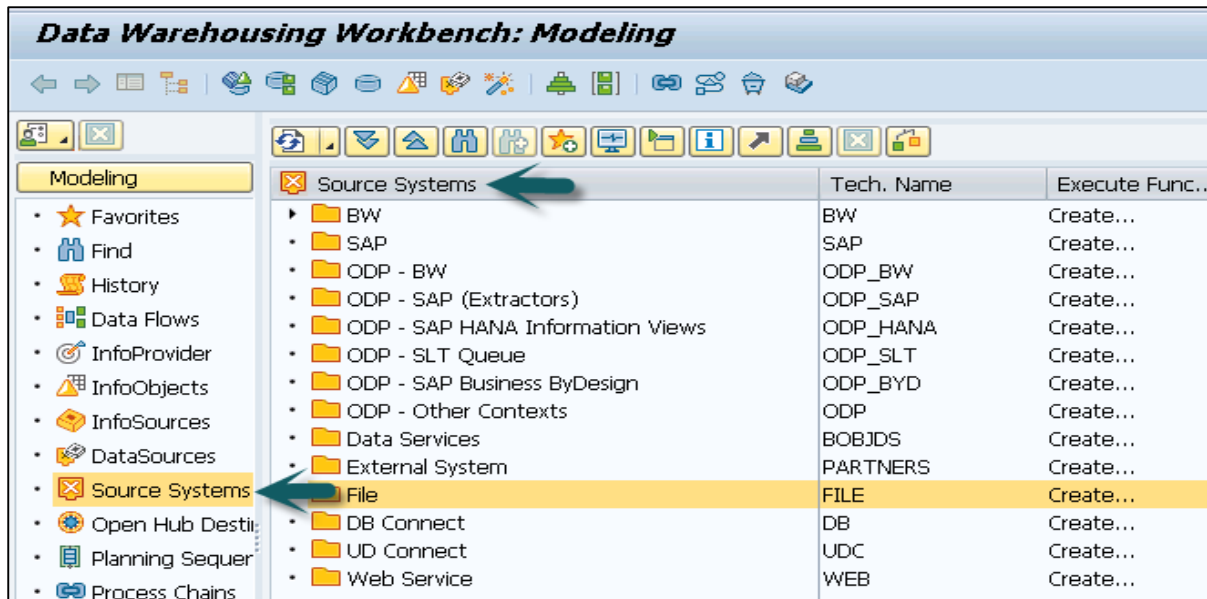 Data Warehousing Workbench: Modeling
Modeling
Favorites
Find
History
Data Flows
InfoProvider
InfoObjects
InfoSources
DataSources
Source Systems
Open Hub Desti
Planning Sequer
Process Chains
Source Systems Tech. Name Execute Func..
BW BW Create...
SAP SAP Create...
ODP - BW ODP_BW Create...
ODP - SAP (Extractors) ODP_SAP Create...
ODP - SAP HANA Information Views ODP_HANA Create...
ODP - SLT Queue ODP_SLT Create...
ODP - SAP Business ByDesign ODP_BYD Create...
ODP - Other Contexts ODP Create...
Data Services BOBJDS Create...
External System PARTNERS Create...
File FILE Create...
DB Connect DB Create...
UD Connect UDC Create...
Web Service WEB Create...